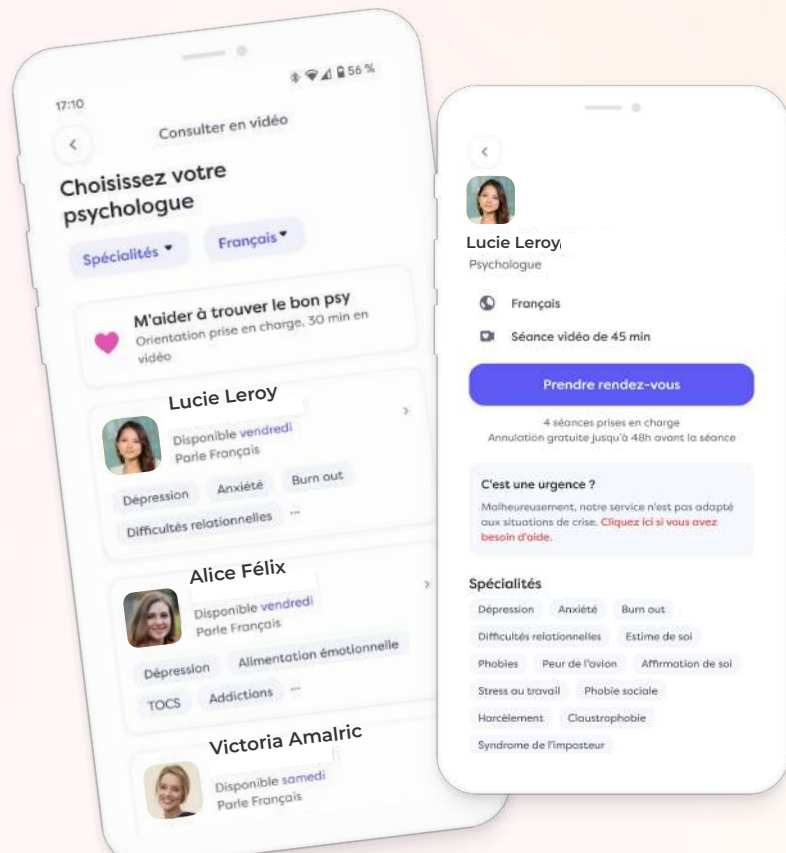 17:10
56 %
Consulter en vidéo
Choisissez votre
psychologue
Spécialités
Français
M'aider à trouver le bon psy
Orientation prise en charge, 30 min en
vidéo
Lucie Leroy
Disponible vendredi
Parle Français
Dépression Anxiété Burn out
Difficultés relationnelles ...
Alice Félix
Disponible vendredi
Parle Français
Dépression Alimentation émotionnelle
TOCS Addictions ...
Victoria Amalric
Disponible samedi
Parle Français
Lucie Leroy
Psychologue
Français
Séance vidéo de 45 min
Prendre rendez-vous
4 séances prises en charge
Annulation gratuite jusqu'à 48h avant la séance
C'est une urgence ?
Malheureusement, notre service n'est pas adapté
aux situations de crise. Cliquez ici si vous avez
besoin d'aide.
Spécialités
Dépression Anxiété Burn out
Difficultés relationnelles Estime de soi
Phobies Peur de l'avion Affirmation de soi
Stress au travail Phobie sociale
Harcèlement Claustrophobie
Syndrome de l'imposteur